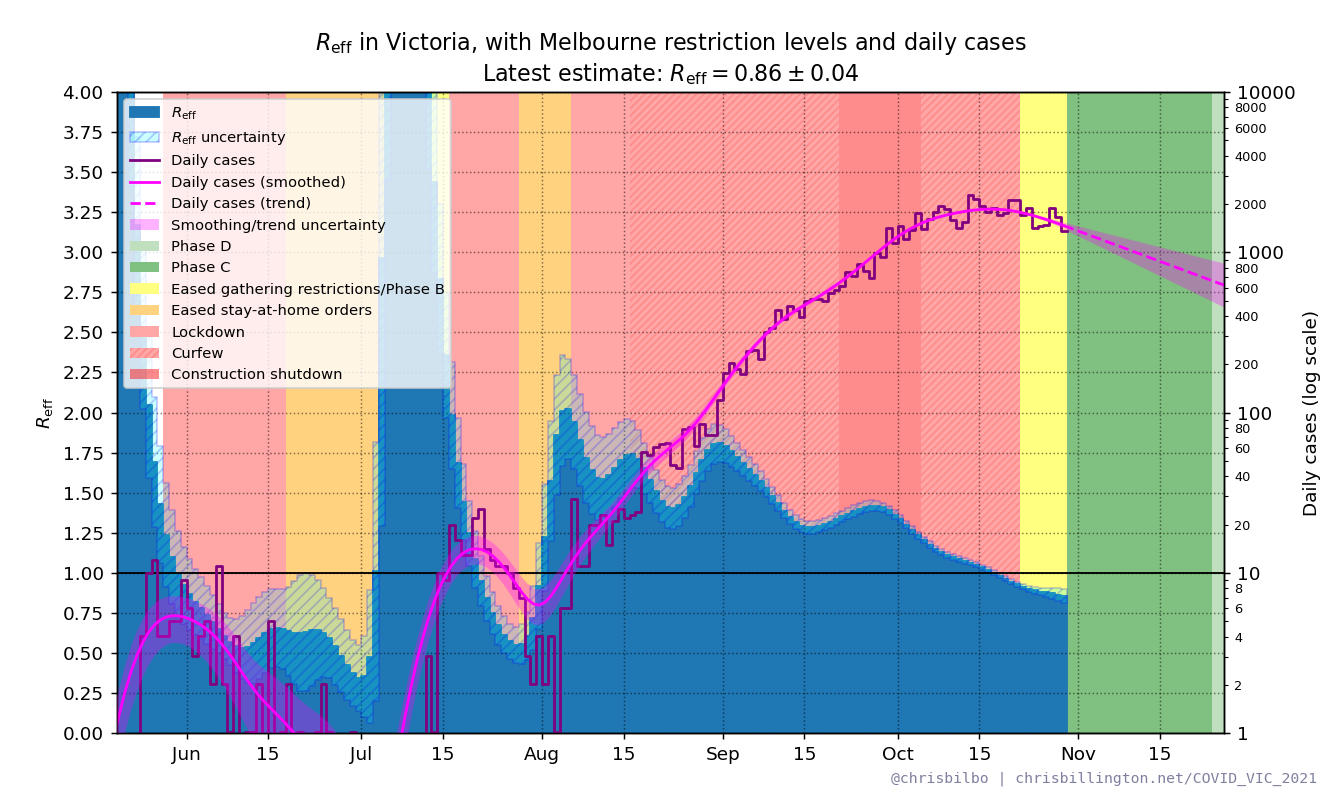 R_eff in Victoria, with Melbourne restriction levels and daily cases
Latest estimate: R_eff = 0.86 ± 0.04
R_eff
R_eff uncertainty
Daily cases
Daily cases (smoothed)
Daily cases (trend)
Smoothing/trend uncertainty
Phase D
Phase C
Eased gathering restrictions/Phase B
Eased stay-at-home orders
Lockdown
Curfew
Construction shutdown
R_eff
4.00
3.75
3.50
3.25
3.00
2.75
2.50
2.25
2.00
1.75
1.50
1.25
1.00
0.75
0.50
0.25
0.00
10000
8000
6000
4000
2000
1000
800
600
400
200
100
80
60
40
20
10
8
6
4
2
1
Daily cases (log scale)
Jun 15 Jul 15 Aug 15 Sep 15 Oct 15 Nov 15
@chrisbilbo | chrisbillington.net/COVID_VIC_2021